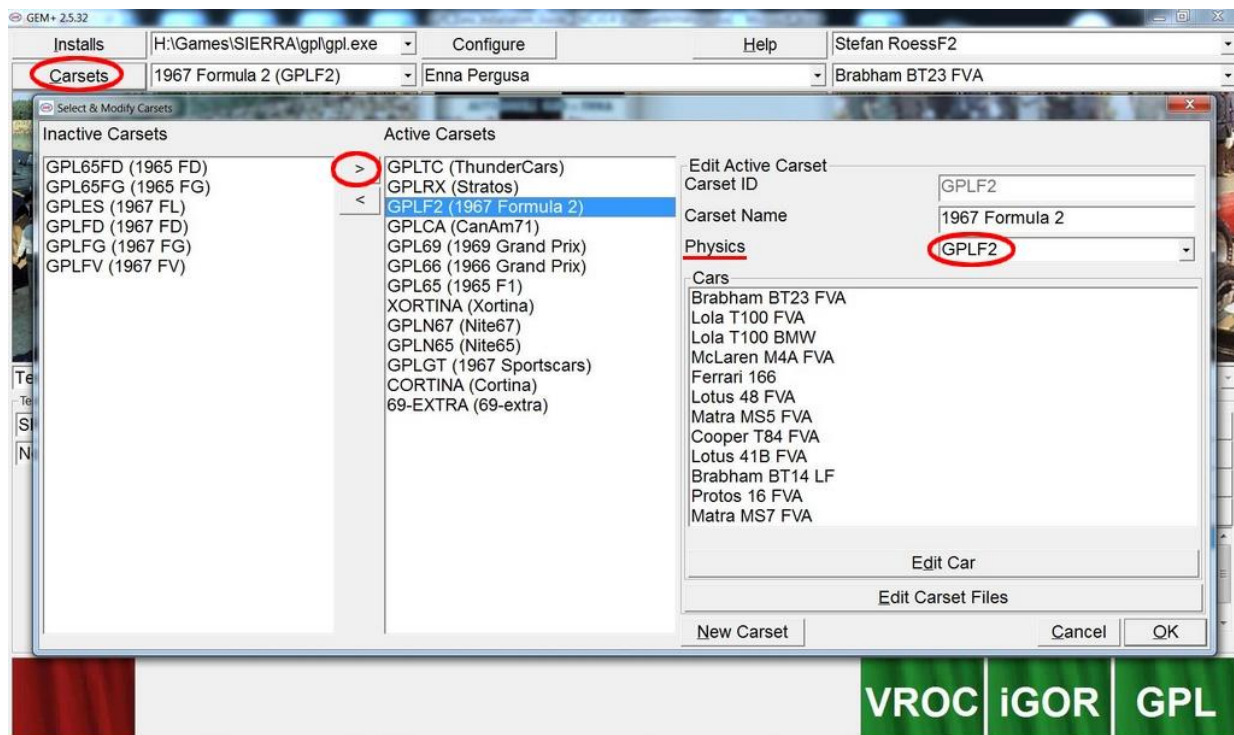 GEM+ 2.5.32
Installs H:\Games\SIERRA\gpl\gpl.exe Configure Help Stefan RoessF2
Carsets 1967 Formula 2 (GPLF2) Enna Pergusa Brabham BT23 FVA
Select & Modify Carsets
Inactive Carsets
GPL65FD (1965 FD)
GPL65FG (1965 FG)
GPLES (1967 FL)
GPLFD (1967 FD)
GPLFG (1967 FG)
GPLFV (1967 FV)
>
<
Active Carsets
GPLTC (ThunderCars)
GPLRX (Stratos)
GPLF2 (1967 Formula 2)
GPLCA (CanAm71)
GPL69 (1969 Grand Prix)
GPL66 (1966 Grand Prix)
GPL65 (1965 F1)
XORTINA (Xortina)
GPLN67 (Nite67)
GPLN65 (Nite65)
GPLGT (1967 Sportscars)
CORTINA (Cortina)
69-EXTRA (69-extra)
Edit Active Carset
Carset ID GPLF2
Carset Name 1967 Formula 2
Physics GPLF2
Cars
Brabham BT23 FVA
Lola T100 FVA
Lola T100 BMW
McLaren M4A FVA
Ferrari 166
Lotus 48 FVA
Matra MS5 FVA
Cooper T84 FVA
Lotus 41B FVA
Brabham BT14 LF
Protos 16 FVA
Matra MS7 FVA
Edit Car
Edit Carset Files
New Carset Cancel OK
VROC iGOR GPL